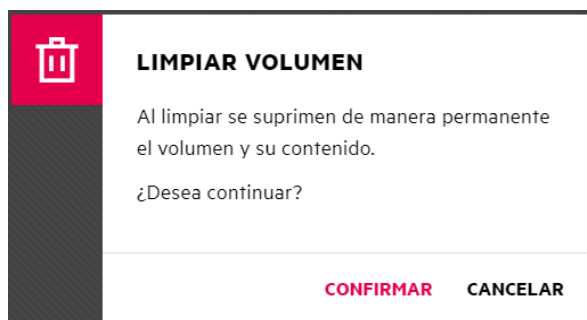 LIMPIAR VOLUMEN
Al limpiar se suprimen de manera permanente
el volumen y su contenido.
¿Desea continuar?
CONFIRMAR CANCELAR